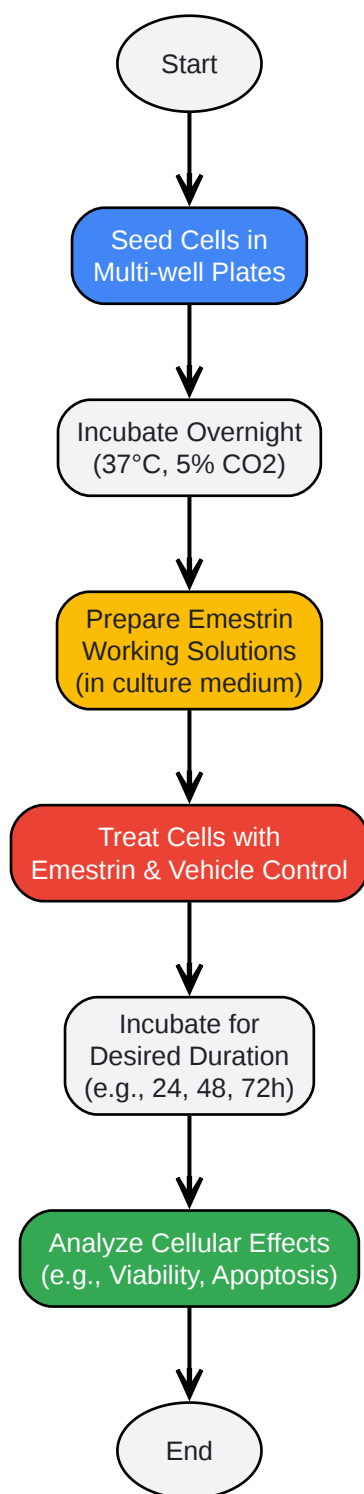 Start
Seed Cells in
Multi-well Plates
Incubate Overnight
(37°C, 5% CO2)
Prepare Emestrin
Working Solutions
(in culture medium)
Treat Cells with
Emestrin & Vehicle Control
Incubate for
Desired Duration
(e.g., 24, 48, 72h)
Analyze Cellular Effects
(e.g., Viability, Apoptosis)
End